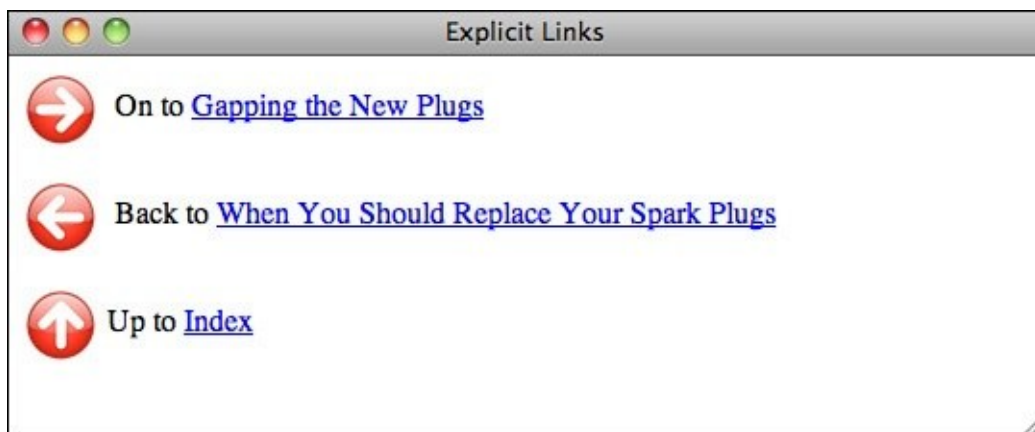 Explicit Links
On to Gapping the New Plugs
Back to When You Should Replace Your Spark Plugs
Up to Index